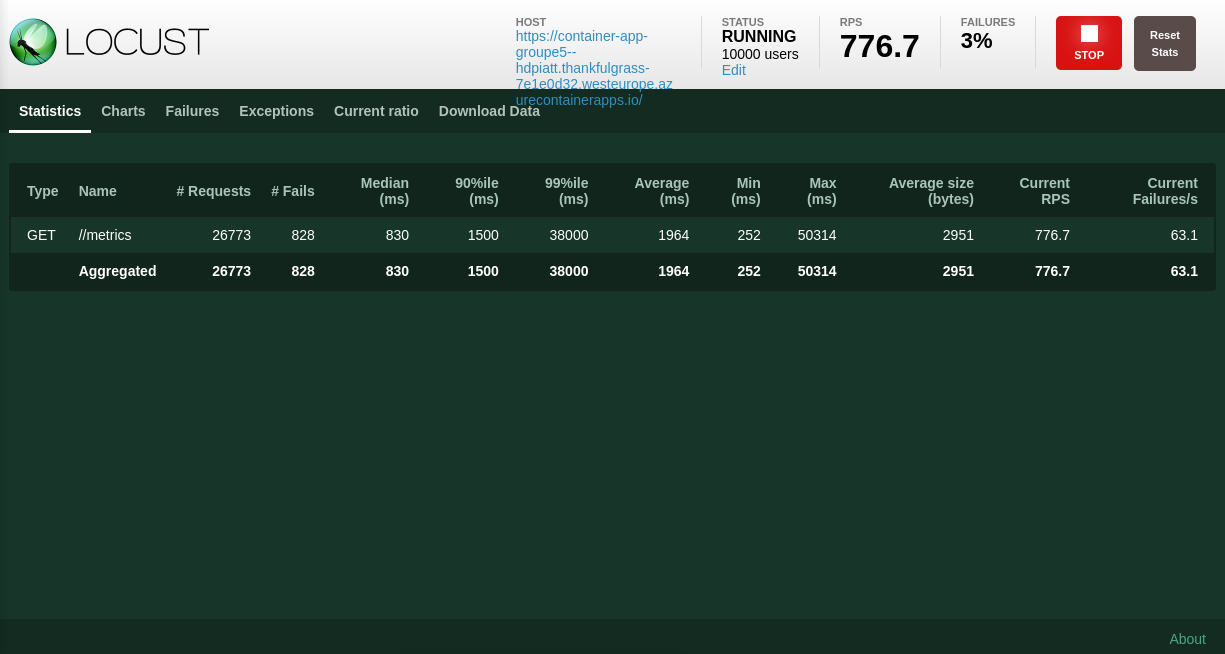 LOCUST
HOST
https://container-app-
groupe5--
hdpiatt.thankfulgrass-
7e1e0d32.westeurope.az
urecontainerapps.io/
STATUS
RUNNING
10000 users
Edit
RPS
776.7
FAILURES
3%
STOP
Reset
Stats
Statistics Charts Failures Exceptions Current ratio Download Data
Type Name # Requests # Fails Median (ms) 90%ile (ms) 99%ile (ms) Average (ms) Min (ms) Max (ms) Average size (bytes) Current RPS Current Failures/s
GET //metrics 26773 828 830 1500 38000 1964 252 50314 2951 776.7 63.1
Aggregated 26773 828 830 1500 38000 1964 252 50314 2951 776.7 63.1
About